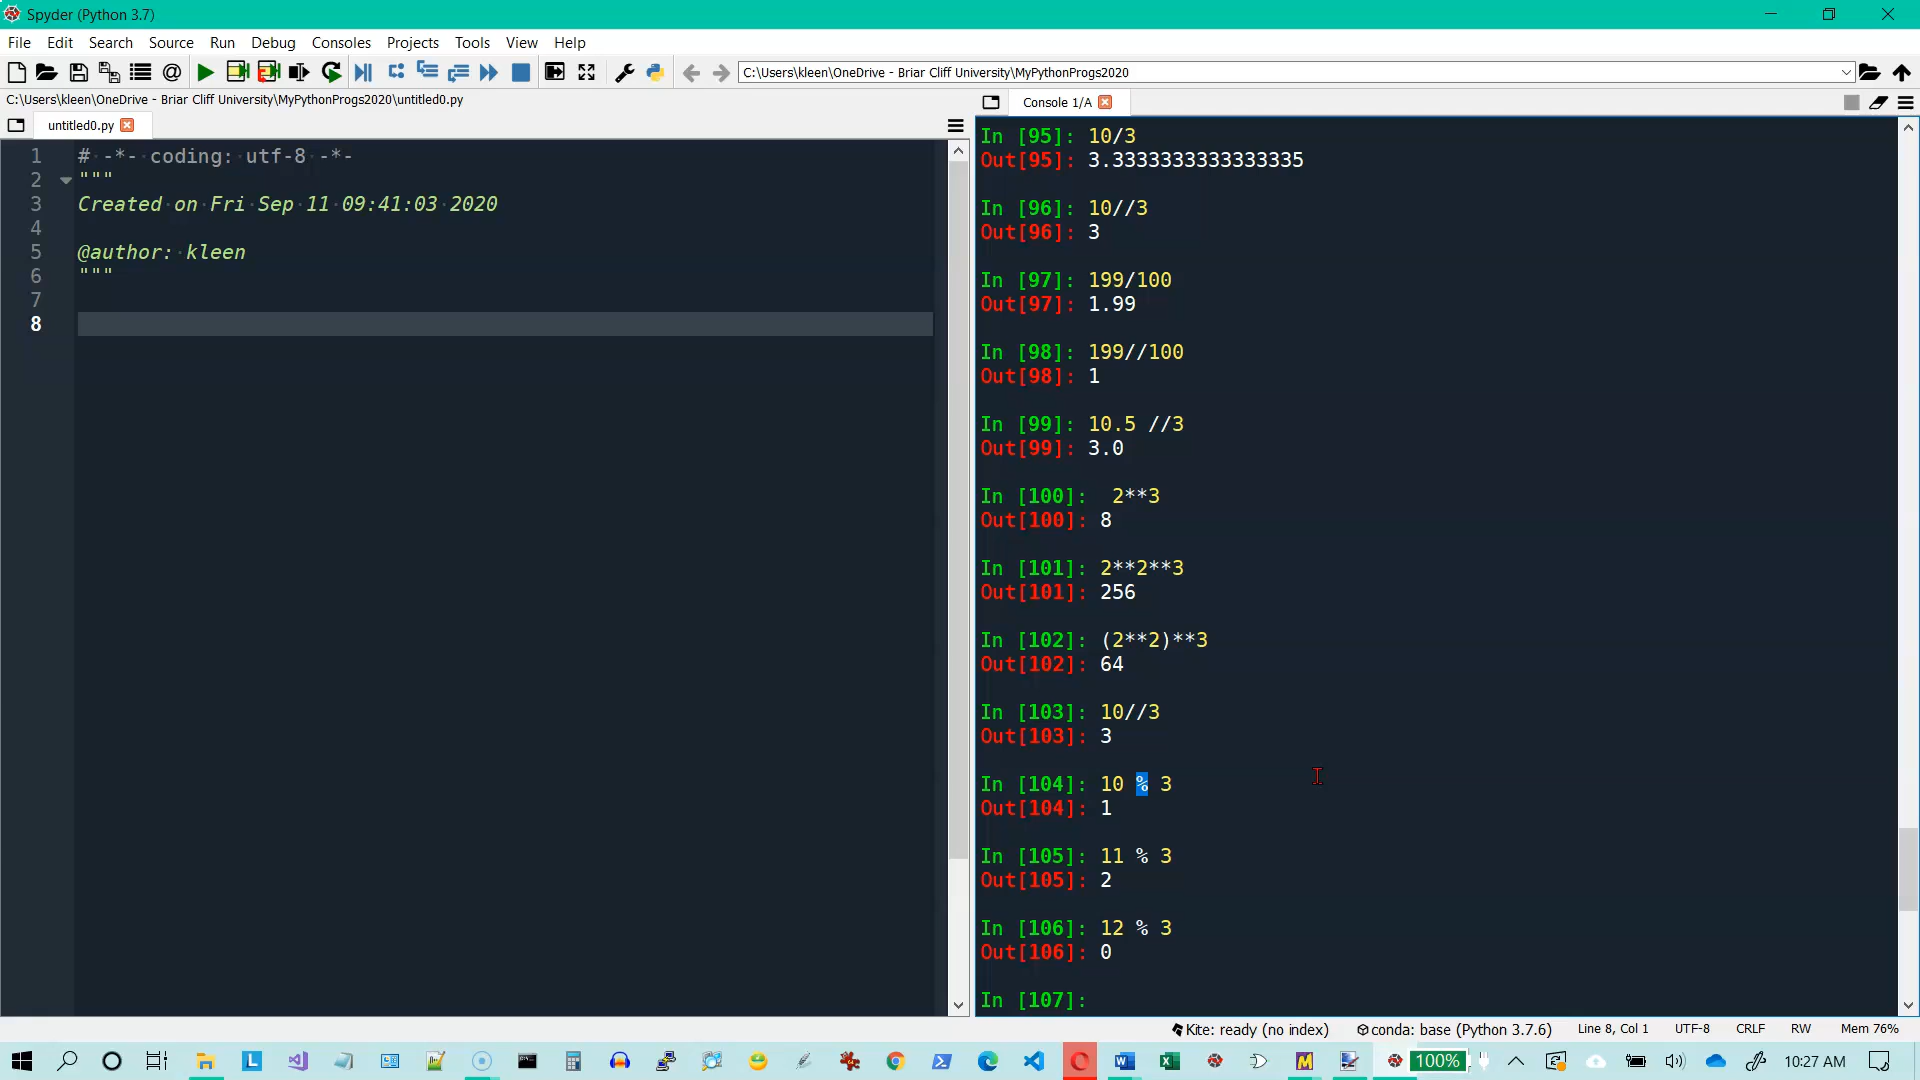 Spyder (Python 3.7)
File Edit Search Source Run Debug Consoles Projects Tools View Help
C:\Users\kleen\OneDrive - Briar Cliff University\MyPythonProgs2020
C:\Users\kleen\OneDrive - Briar Cliff University\MyPythonProgs2020\untitled0.py
untitled0.py
1 # -*- coding: utf-8 -*-
2 """
3 Created on Fri Sep 11 09:41:03 2020
4
5 @author: kleen
6 """
7
8
Console 1/A
In [95]: 10/3
Out[95]: 3.3333333333333335
In [96]: 10//3
Out[96]: 3
In [97]: 199/100
Out[97]: 1.99
In [98]: 199//100
Out[98]: 1
In [99]: 10.5 //3
Out[99]: 3.0
In [100]:  2**3
Out[100]: 8
In [101]: 2**2**3
Out[101]: 256
In [102]: (2**2)**3
Out[102]: 64
In [103]: 10//3
Out[103]: 3
In [104]: 10 % 3
Out[104]: 1
In [105]: 11 % 3
Out[105]: 2
In [106]: 12 % 3
Out[106]: 0
In [107]:
Kite: ready (no index) conda: base (Python 3.7.6) Line 8, Col 1 UTF-8 CRLF RW Mem 76%
100% 10:27 AM